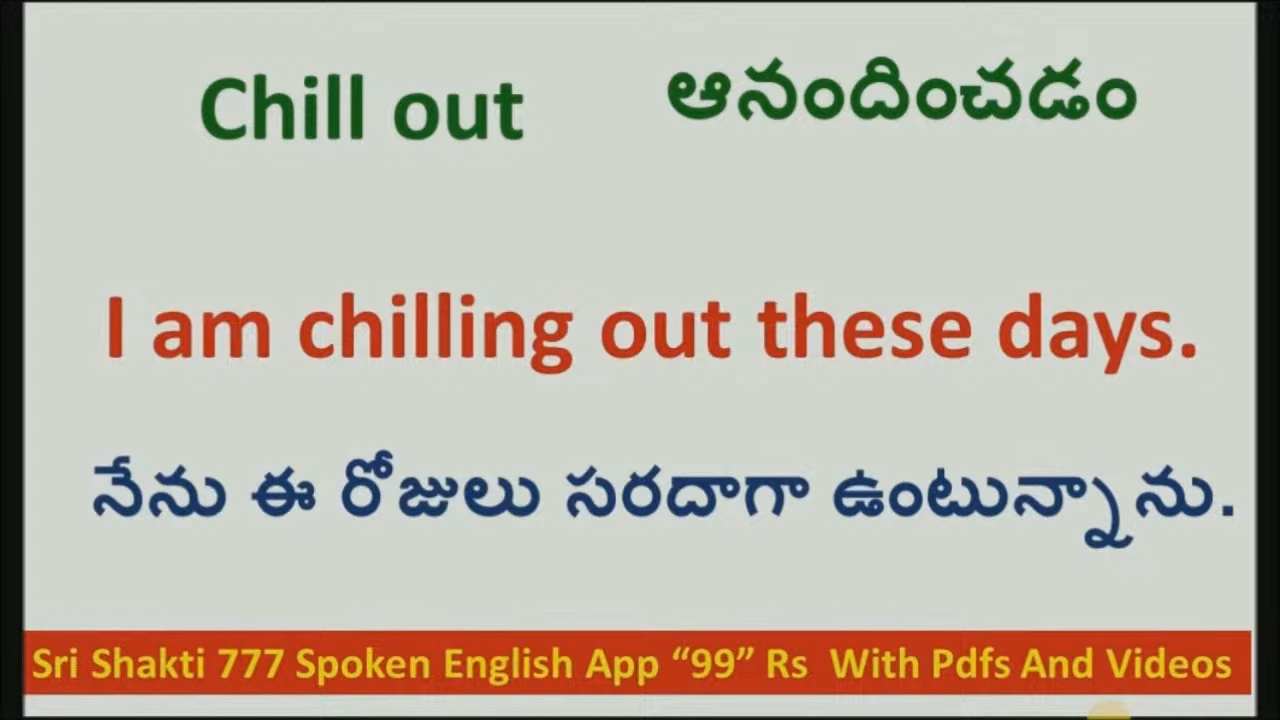 Chill out ఆనందించడం
I am chilling out these days.
నేను ఈ రోజులు సరదాగా ఉంటున్నాను.
Sri Shakti 777 Spoken English App “99” Rs With Pdfs And Videos